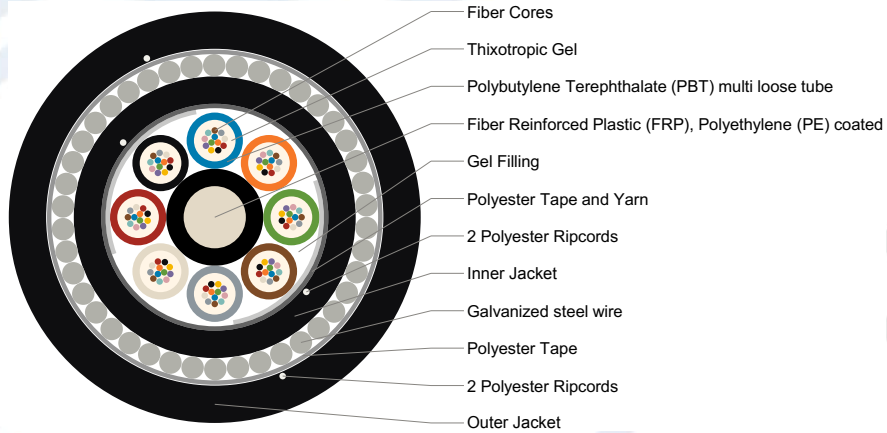 Fiber Cores
Thixotropic Gel
Polybutylene Terephthalate (PBT) multi loose tube
Fiber Reinforced Plastic (FRP), Polyethylene (PE) coated
Gel Filling
Polyester Tape and Yarn
2 Polyester Ripcords
Inner Jacket
Galvanized steel wire
Polyester Tape
2 Polyester Ripcords
Outer Jacket